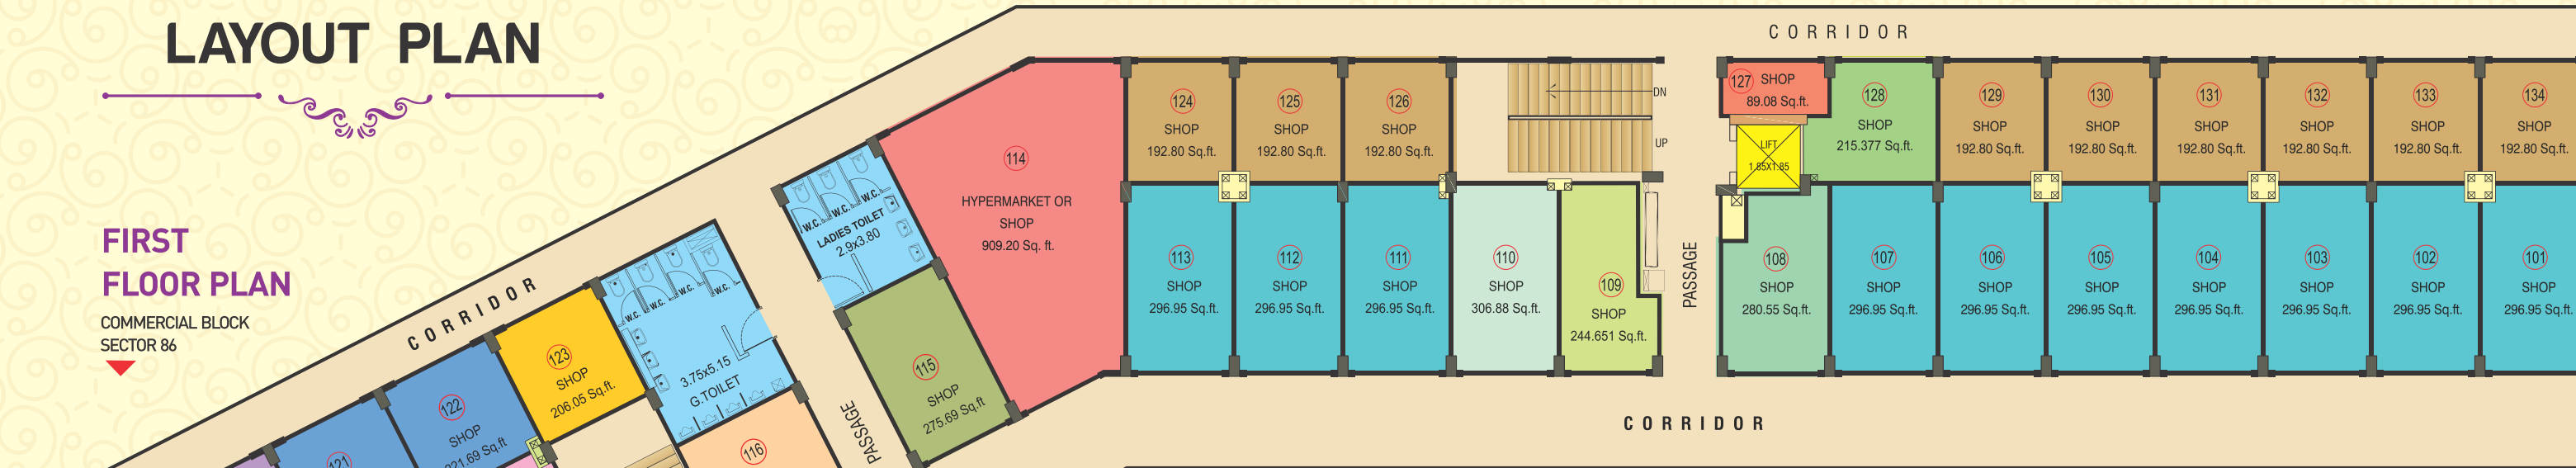 LAYOUT PLAN
FIRST
FLOOR PLAN
COMMERCIAL BLOCK
SECTOR 86
CORRIDOR
121
122
SHOP
123
SHOP
206.05 Sq.ft.
W.C.
W.C.
W.C.
3.75x5.15
G.TOILET
116
PASSAGE
W.C.
W.C.
W.C.
LADIES TOILET
2.9x3.80
115
SHOP
275.69 Sq.ft
114
HYPERMARKET OR
SHOP
909.20 Sq. ft.
124
SHOP
192.80 Sq.ft.
125
SHOP
192.80 Sq.ft.
126
SHOP
192.80 Sq.ft.
DN
UP
113
SHOP
296.95 Sq.ft.
112
SHOP
296.95 Sq.ft.
111
SHOP
296.95 Sq.ft.
110
SHOP
306.88 Sq.ft.
109
SHOP
244.651 Sq.ft.
PASSAGE
CORRIDOR
127 SHOP
89.08 Sq.ft.
LIFT
1.85X1.85
128
SHOP
215.377 Sq.ft.
129
SHOP
192.80 Sq.ft.
130
SHOP
192.80 Sq.ft.
131
SHOP
192.80 Sq.ft.
132
SHOP
192.80 Sq.ft.
133
SHOP
192.80 Sq.ft.
134
SHOP
192.80 Sq.ft.
108
SHOP
280.55 Sq.ft.
107
SHOP
296.95 Sq.ft.
106
SHOP
296.95 Sq.ft.
105
SHOP
296.95 Sq.ft.
104
SHOP
296.95 Sq.ft.
103
SHOP
296.95 Sq.ft.
102
SHOP
296.95 Sq.ft.
101
SHOP
296.95 Sq.ft.
CORRIDOR